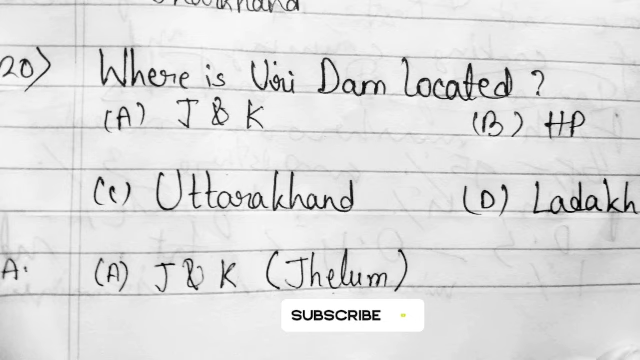 20) Where is Uri Dam located ?
(A) J & K (B) HP
(C) Uttarakhand (D) Ladakh
A. (A) J & K (Jhelum)
SUBSCRIBE